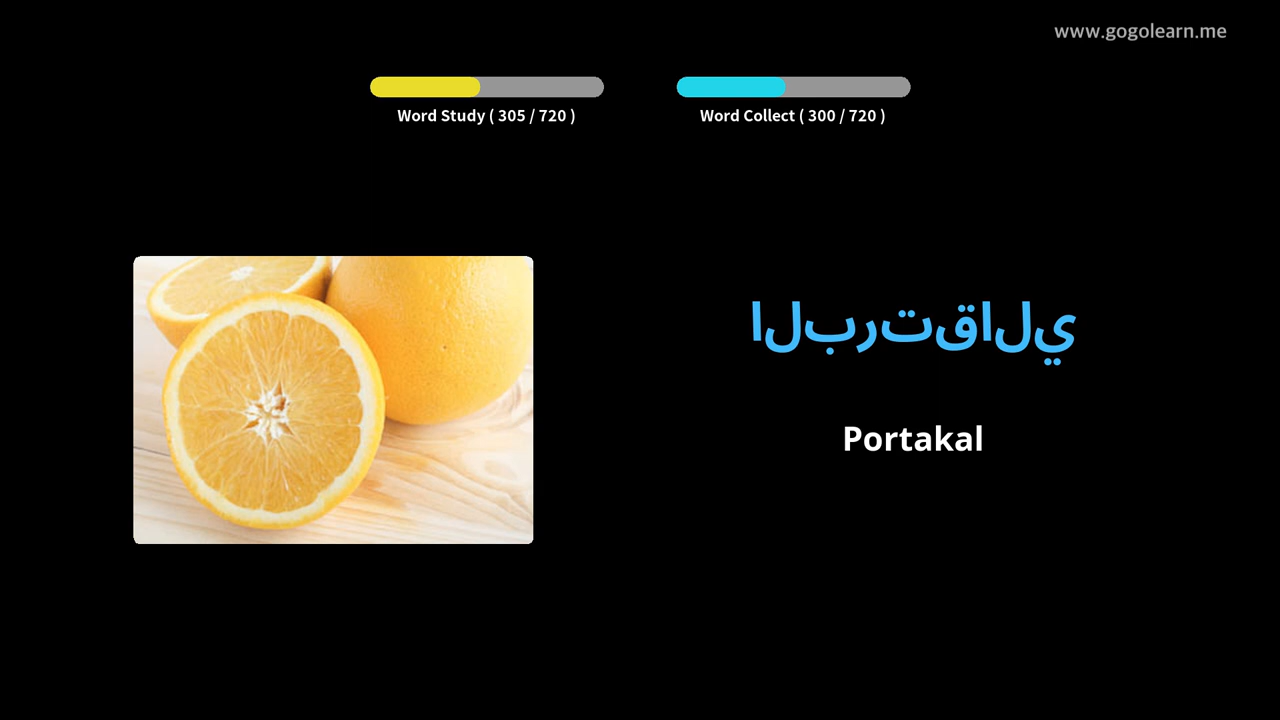 www.gogolearn.me
Word Study ( 305 / 720 )
Word Collect ( 300 / 720 )
البرتقالي
Portakal